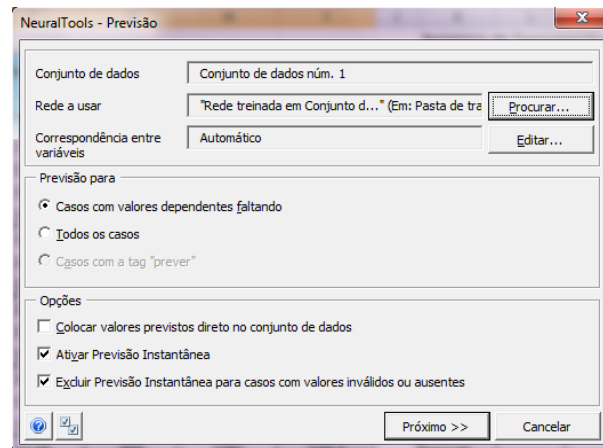 NeuralTools - Previsão
Conjunto de dados Conjunto de dados núm. 1
Rede a usar "Rede treinada em Conjunto d..." (Em: Pasta de tra Procurar...
Correspondência entre variáveis Automático Editar...
Previsão para
Casos com valores dependentes faltando
Todos os casos
Casos com a tag "prever"
Opções
Colocar valores previstos direto no conjunto de dados
Ativar Previsão Instantânea
Excluir Previsão Instantânea para casos com valores inválidos ou ausentes
Próximo >> Cancelar